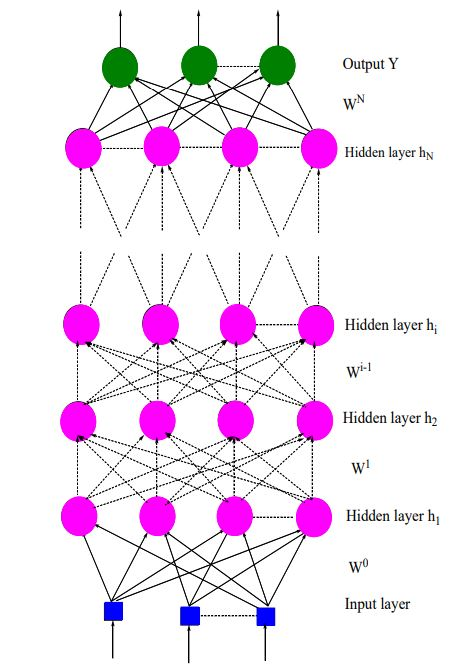 Output Y
W^N
Hidden layer h_N
Hidden layer h_i
W^i-1
Hidden layer h_2
W^1
Hidden layer h_1
W^0
Input layer